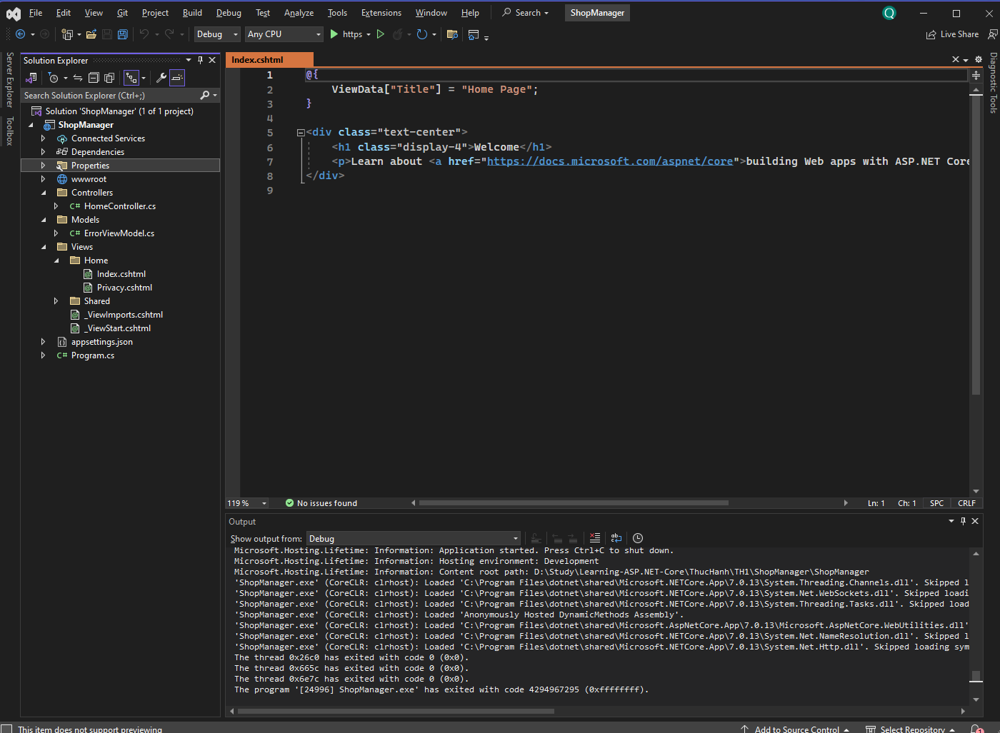 File Edit View Git Project Build Debug Test Analyze Tools Extensions Window Help Search ShopManager Q
Debug Any CPU https Live Share
Server Explorer
Toolbox
Solution Explorer
Search Solution Explorer (Ctrl+;)
Solution 'ShopManager' (1 of 1 project)
ShopManager
Connected Services
Dependencies
Properties
wwwroot
Controllers
C# HomeController.cs
Models
C# ErrorViewModel.cs
Views
Home
Index.cshtml
Privacy.cshtml
Shared
_ViewImports.cshtml
_ViewStart.cshtml
appsettings.json
C# Program.cs
Index.cshtml
1 @{
2 ViewData["Title"] = "Home Page";
3 }
4
5 <div class="text-center">
6 <h1 class="display-4">Welcome</h1>
7 <p>Learn about <a href="https://docs.microsoft.com/aspnet/core">building Web apps with ASP.NET Core
8 </div>
9
119 % No issues found Ln: 1 Ch: 1 SPC CRLF
Diagnostic Tools
Output
Show output from: Debug
Microsoft.Hosting.Lifetime: Information: Application started. Press Ctrl+C to shut down.
Microsoft.Hosting.Lifetime: Information: Hosting environment: Development
Microsoft.Hosting.Lifetime: Information: Content root path: D:\Study\Learning-ASP.NET-Core\ThucHanh\TH1\ShopManager\ShopManager
'ShopManager.exe' (CoreCLR: clrhost): Loaded 'C:\Program Files\dotnet\shared\Microsoft.NETCore.App\7.0.13\System.Threading.Channels.dll'. Skipped l
'ShopManager.exe' (CoreCLR: clrhost): Loaded 'C:\Program Files\dotnet\shared\Microsoft.NETCore.App\7.0.13\System.Net.WebSockets.dll'. Skipped loadi
'ShopManager.exe' (CoreCLR: clrhost): Loaded 'C:\Program Files\dotnet\shared\Microsoft.NETCore.App\7.0.13\System.Threading.Tasks.dll'. Skipped load
'ShopManager.exe' (CoreCLR: clrhost): Loaded 'Anonymously Hosted DynamicMethods Assembly'.
'ShopManager.exe' (CoreCLR: clrhost): Loaded 'C:\Program Files\dotnet\shared\Microsoft.AspNetCore.App\7.0.13\Microsoft.AspNetCore.WebUtilities.dll'
'ShopManager.exe' (CoreCLR: clrhost): Loaded 'C:\Program Files\dotnet\shared\Microsoft.NETCore.App\7.0.13\System.Net.NameResolution.dll'. Skipped l
'ShopManager.exe' (CoreCLR: clrhost): Loaded 'C:\Program Files\dotnet\shared\Microsoft.NETCore.App\7.0.13\System.Net.Http.dll'. Skipped loading sym
The thread 0x26c0 has exited with code 0 (0x0).
The thread 0x665c has exited with code 0 (0x0).
The thread 0x6e7c has exited with code 0 (0x0).
The program '[24996] ShopManager.exe' has exited with code 4294967295 (0xffffffff).
This item does not support previewing Add to Source Control Select Repository 1